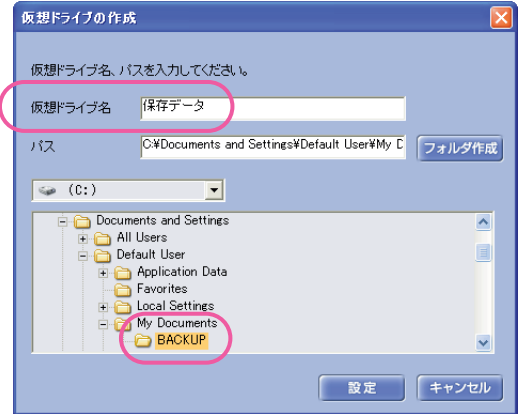 仮想ドライブの作成
仮想ドライブ名、パスを入力してください。
仮想ドライブ名 保存データ
パス C:¥Documents and Settings¥Default User¥My D フォルダ作成
(C:)
Documents and Settings
All Users
Default User
Application Data
Favorites
Local Settings
My Documents
BACKUP
設定 キャンセル